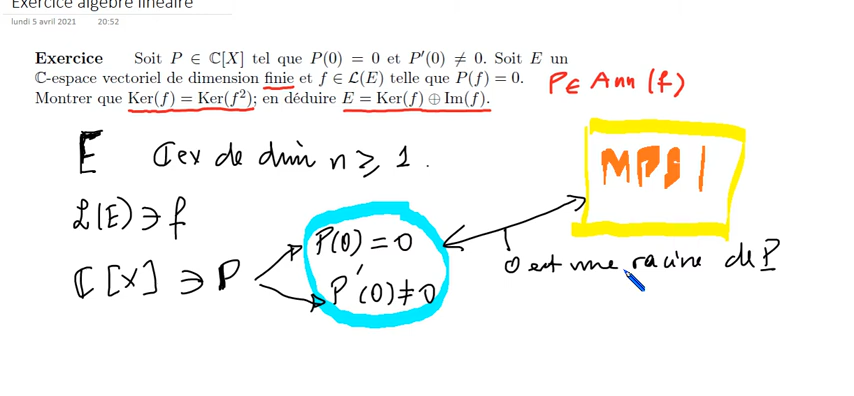 Exercice algèbre linéaire
lundi 5 avril 2021 20:52
Exercice Soit P ∈ ℂ[X] tel que P(0) = 0 et P′(0) ≠ 0. Soit E un
ℂ-espace vectoriel de dimension finie et f ∈ ℒ(E) telle que P(f) = 0.
Montrer que Ker(f) = Ker(f²); en déduire E = Ker(f) ⊕ Im(f).
P ∈ Ann(f)
E ℂ ev de dim n ≥ 1.
MPSI
ℒ(E) ∋ f
P(0) = 0
ℂ[X] ∋ P
P′(0) ≠ 0
0 est une racine de P